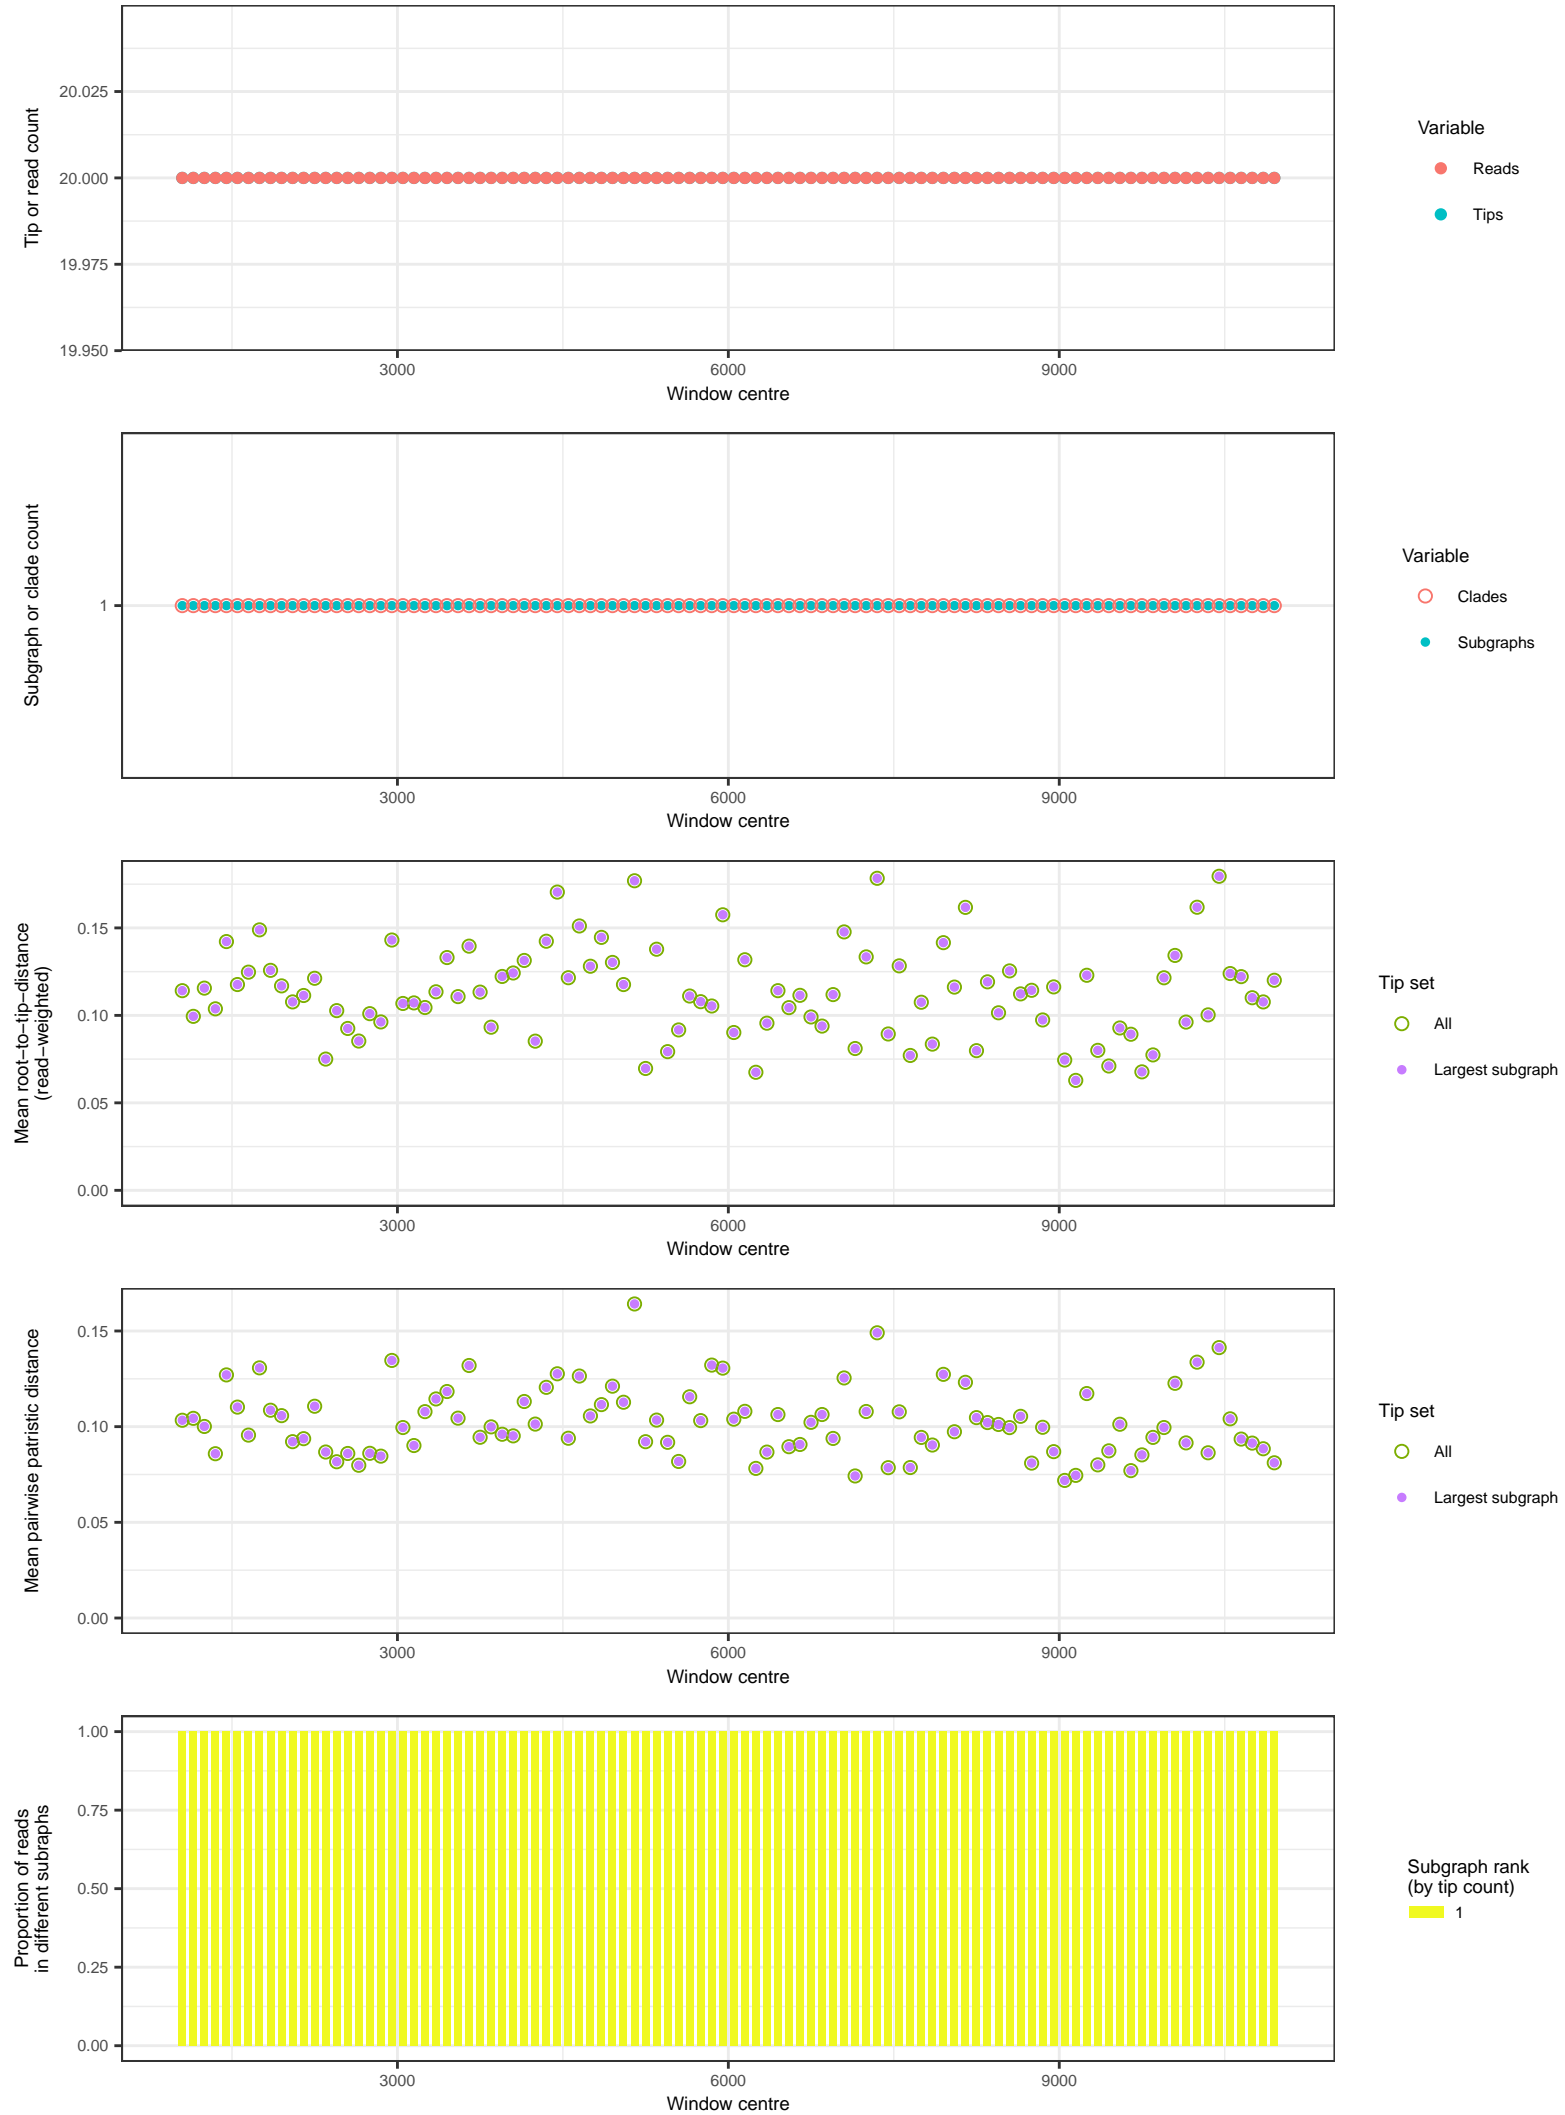 Tip or read count
20.025
20.000
19.975
19.950
3000
6000
9000
Window centre
Variable
Reads
Tips
Subgraph or clade count
1
3000
6000
9000
Window centre
Variable
Clades
Subgraphs
Mean root−to−tip−distance
(read−weighted)
0.15
0.10
0.05
0.00
3000
6000
9000
Window centre
Tip set
All
Largest subgraph
Mean pairwise patristic distance
0.15
0.10
0.05
0.00
3000
6000
9000
Window centre
Tip set
All
Largest subgraph
Proportion of reads
in different subraphs
1.00
0.75
0.50
0.25
0.00
3000
6000
9000
Window centre
Subgraph rank
(by tip count)
1